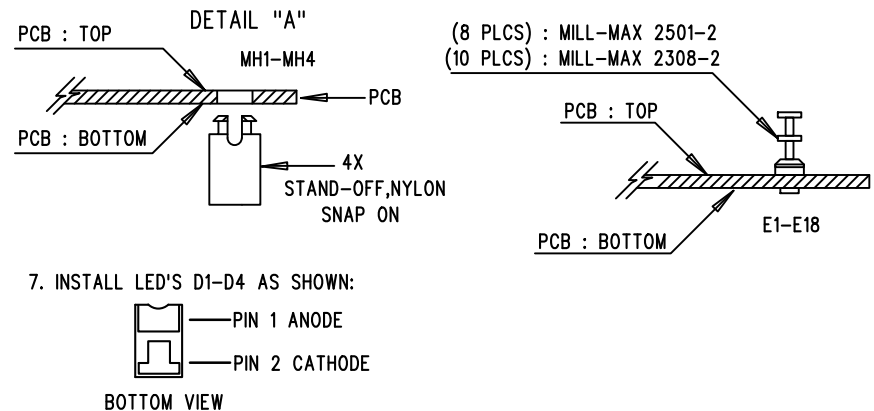 DETAIL "A"
PCB : TOP
MH1-MH4
PCB
PCB : BOTTOM
4X
STAND-OFF,NYLON
SNAP ON
(8 PLCS) : MILL-MAX 2501-2
(10 PLCS) : MILL-MAX 2308-2
PCB : TOP
E1-E18
PCB : BOTTOM
7. INSTALL LED'S D1-D4 AS SHOWN:
PIN 1 ANODE
PIN 2 CATHODE
BOTTOM VIEW